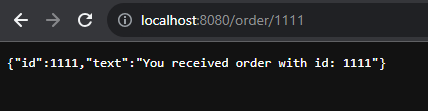 localhost:8080/order/1111
{"id":1111,"text":"You received order with id: 1111"}